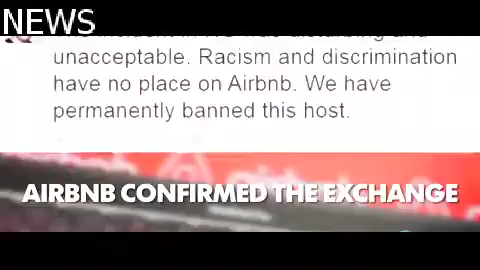 NEWS
unacceptable. Racism and discrimination
have no place on Airbnb. We have
permanently banned this host.
AIRBNB CONFIRMED THE EXCHANGE